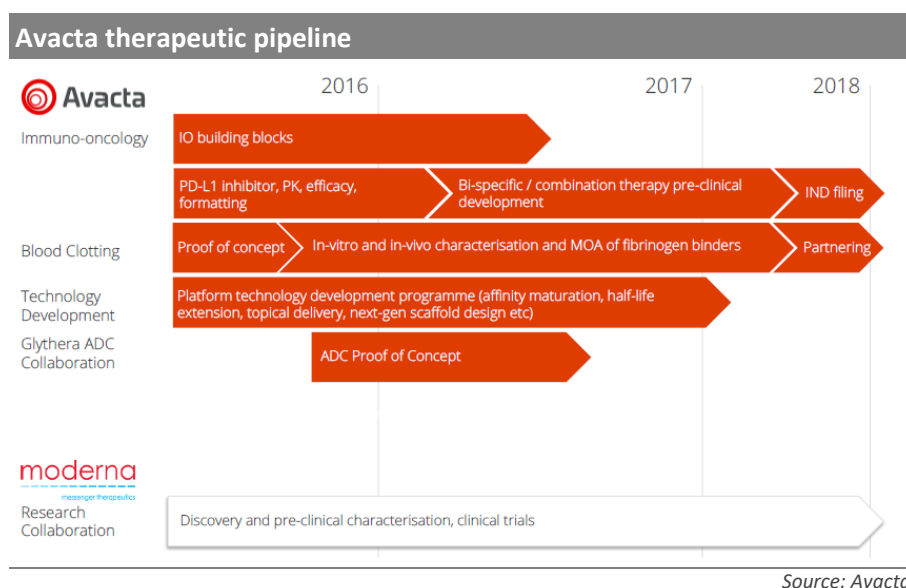 Avacta therapeutic pipeline
2016
2017
2018
Avacta
Immuno-oncology
IO building blocks
PD-L1 inhibitor, PK, efficacy,
formatting
Bi-specific / combination therapy pre-clinical
development
IND filing
Blood Clotting
Proof of concept
In-vitro and in-vivo characterisation and MOA of fibrinogen binders
Partnering
Technology
Development
Platform technology development programme (affinity maturation, half-life
extension, topical delivery, next-gen scaffold design etc)
Glythera ADC
Collaboration
ADC Proof of Concept
moderna
messenger therapeutics
Research
Collaboration
Discovery and pre-clinical characterisation, clinical trials
Source: Avacta